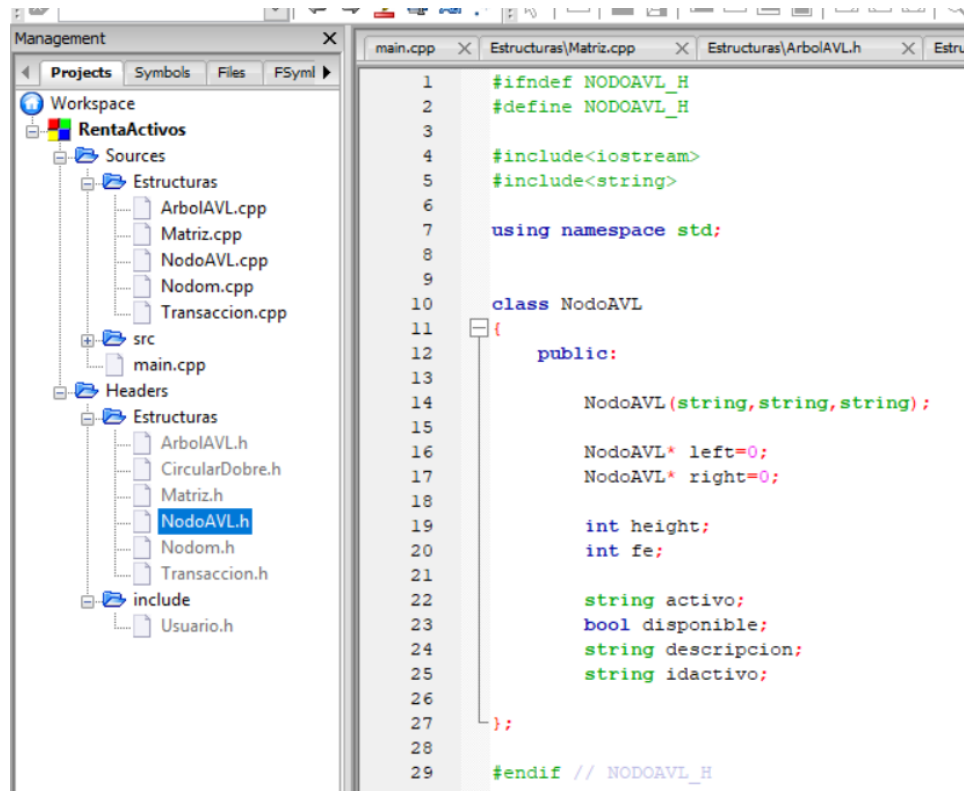 Management
Projects Symbols Files FSymł
Workspace
RentaActivos
Sources
Estructuras
ArbolAVL.cpp
Matriz.cpp
NodoAVL.cpp
Nodom.cpp
Transaccion.cpp
src
main.cpp
Headers
Estructuras
ArbolAVL.h
CircularDobre.h
Matriz.h
NodoAVL.h
Nodom.h
Transaccion.h
include
Usuario.h
main.cpp Estructuras\Matriz.cpp Estructuras\ArbolAVL.h Estru
1 #ifndef NODOAVL_H
2 #define NODOAVL_H
3
4 #include<iostream>
5 #include<string>
6
7 using namespace std;
8
9
10 class NodoAVL
11 {
12 public:
13
14 NodoAVL(string,string,string);
15
16 NodoAVL* left=0;
17 NodoAVL* right=0;
18
19 int height;
20 int fe;
21
22 string activo;
23 bool disponible;
24 string descripcion;
25 string idactivo;
26
27 };
28
29 #endif // NODOAVL_H